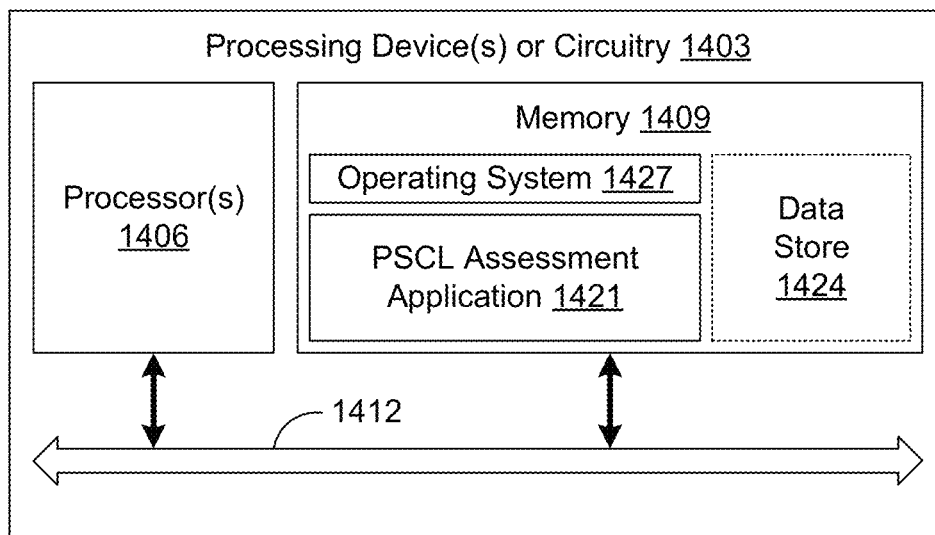 Processing Device(s) or Circuitry 1403
Processor(s)
1406
Memory 1409
Operating System 1427
PSCL Assessment
Application 1421
Data
Store
1424
1412